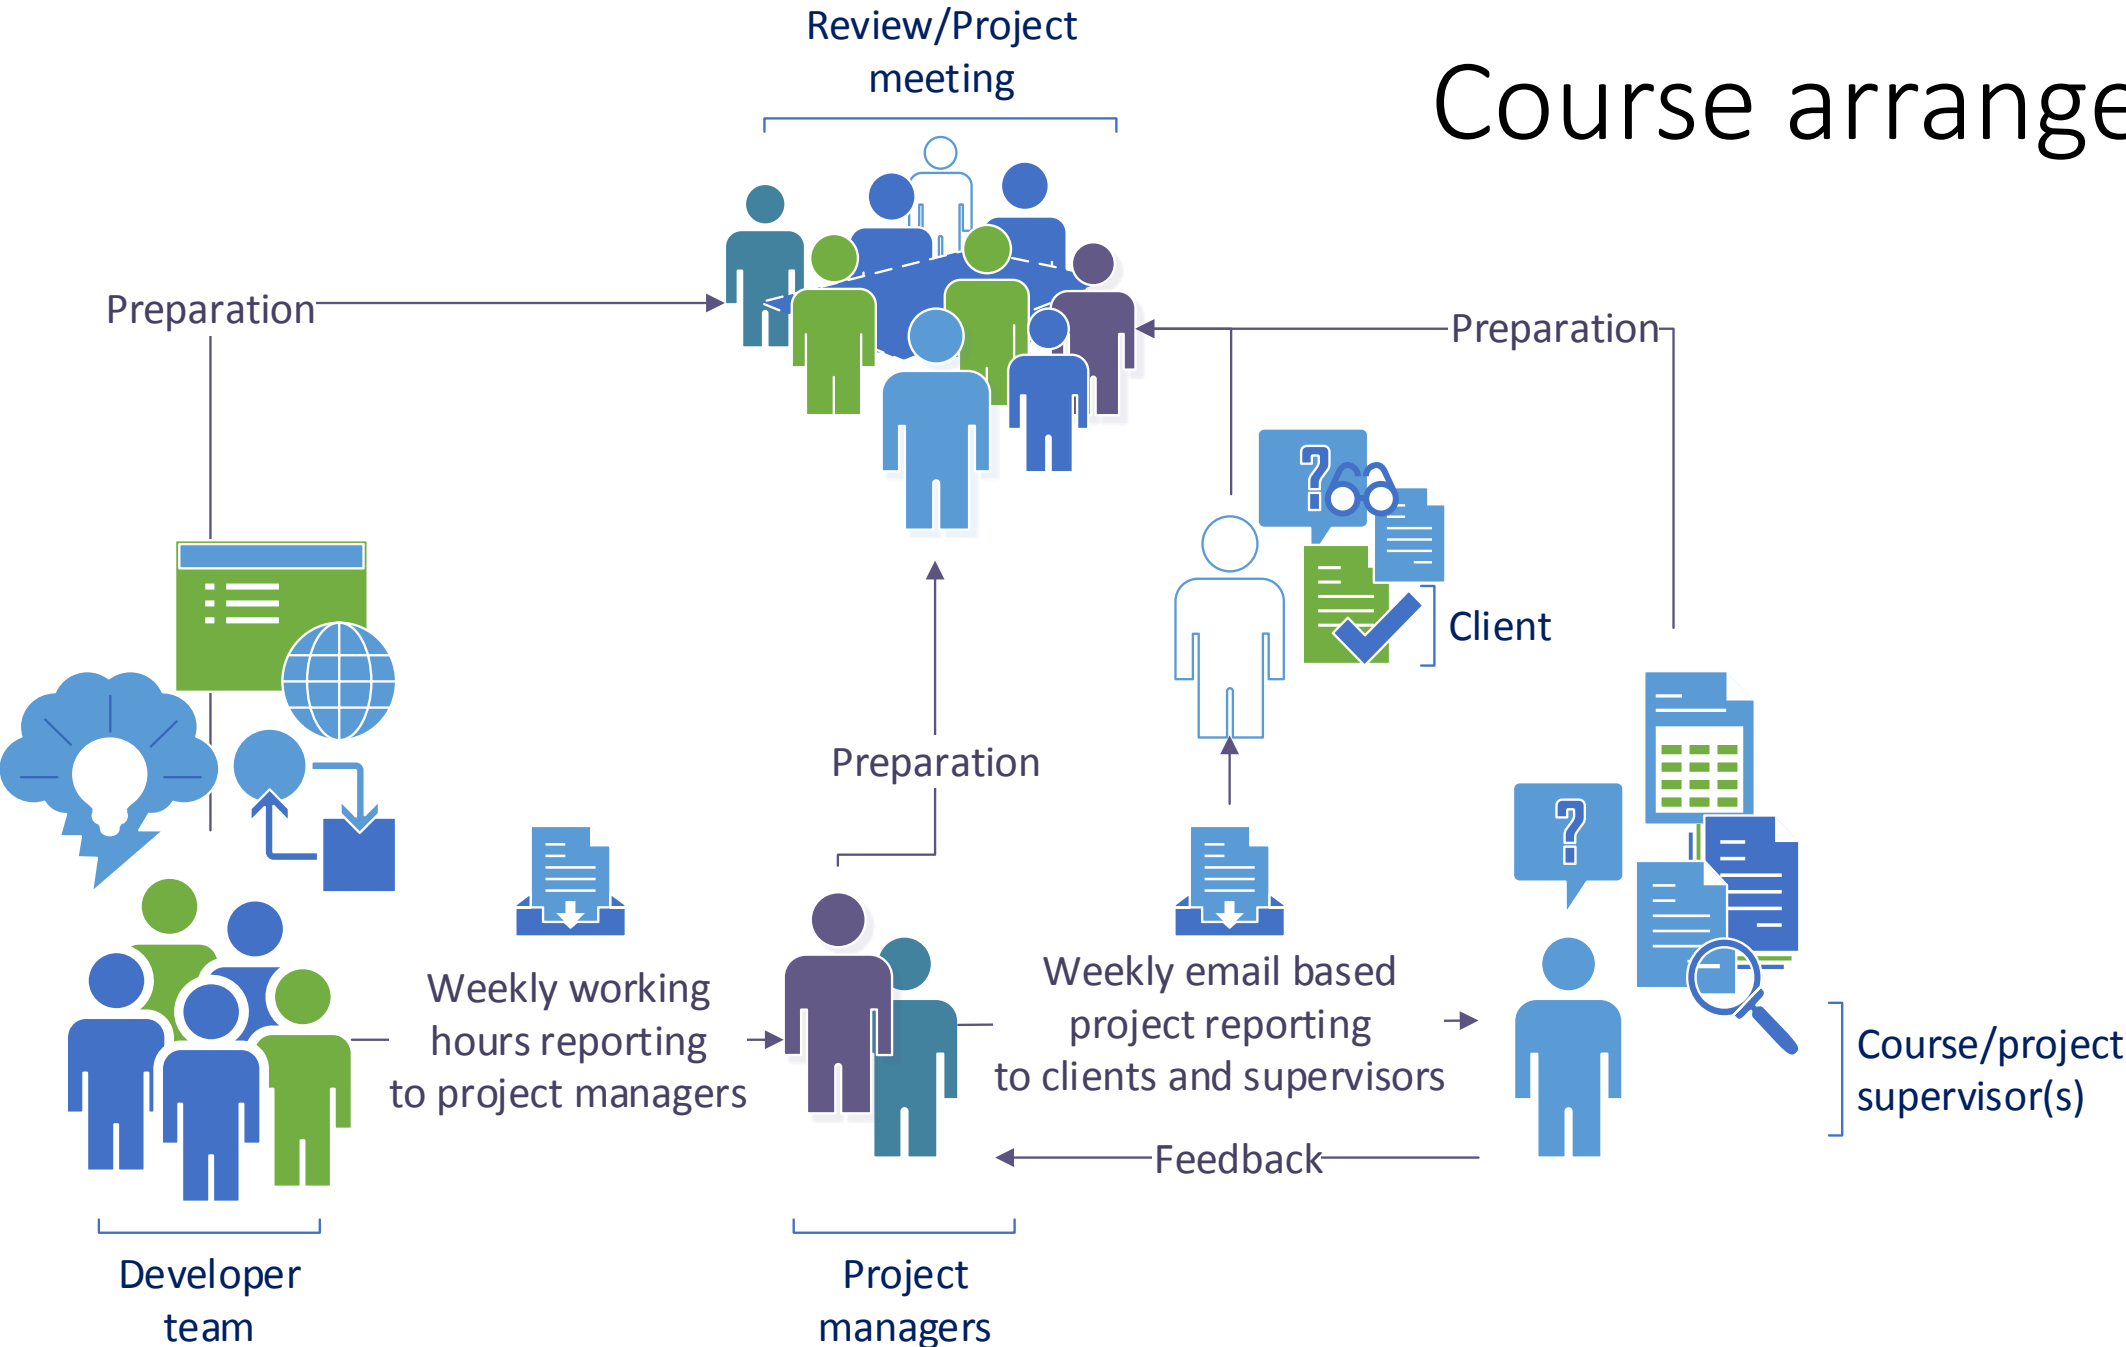 Review/Project
meeting
Course arrange
Preparation
Preparation
Client
Preparation
?
?
Weekly working
hours reporting
to project managers
Weekly email based
project reporting
to clients and supervisors
Course/project
supervisor(s)
Feedback
Developer
team
Project
managers